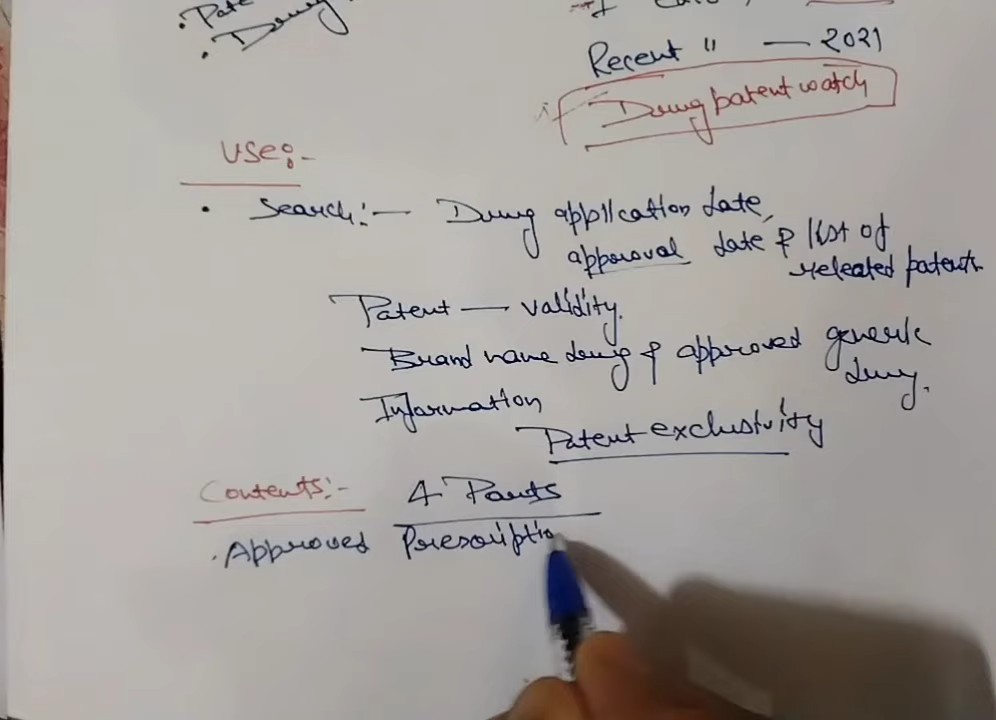 Recent " — 2021
Drug patent watch
Use:-
• Search:— Drug application date,
approval date & list of
releated patent.
Patent — validity.
Brand name drug & approved generic
drug.
Information
Patent exclusivity
Contents:- 4 Parts
• Approved Prescriptio